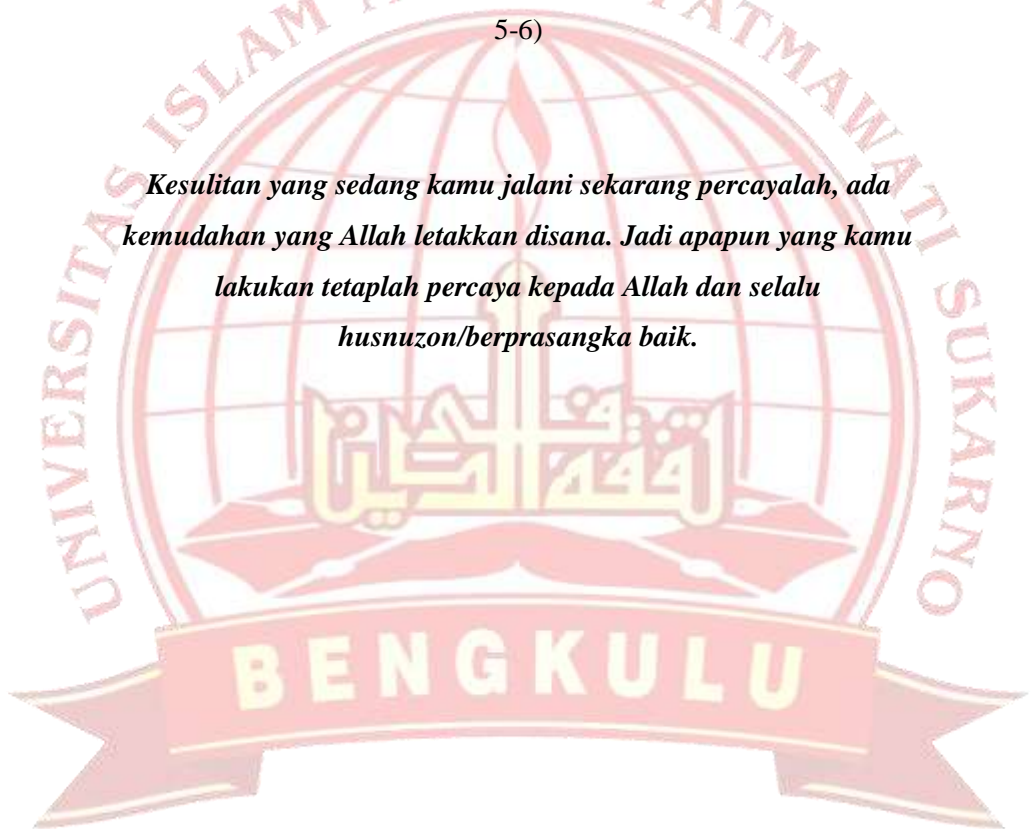 5-6)
Kesulitan yang sedang kamu jalani sekarang percayalah, ada
kemudahan yang Allah letakkan disana. Jadi apapun yang kamu
lakukan tetaplah percaya kepada Allah dan selalu
husnuzon/berprasangka baik.
UNIVERSITAS ISLAM ATMAWATI SUKARNO
BENGKULU